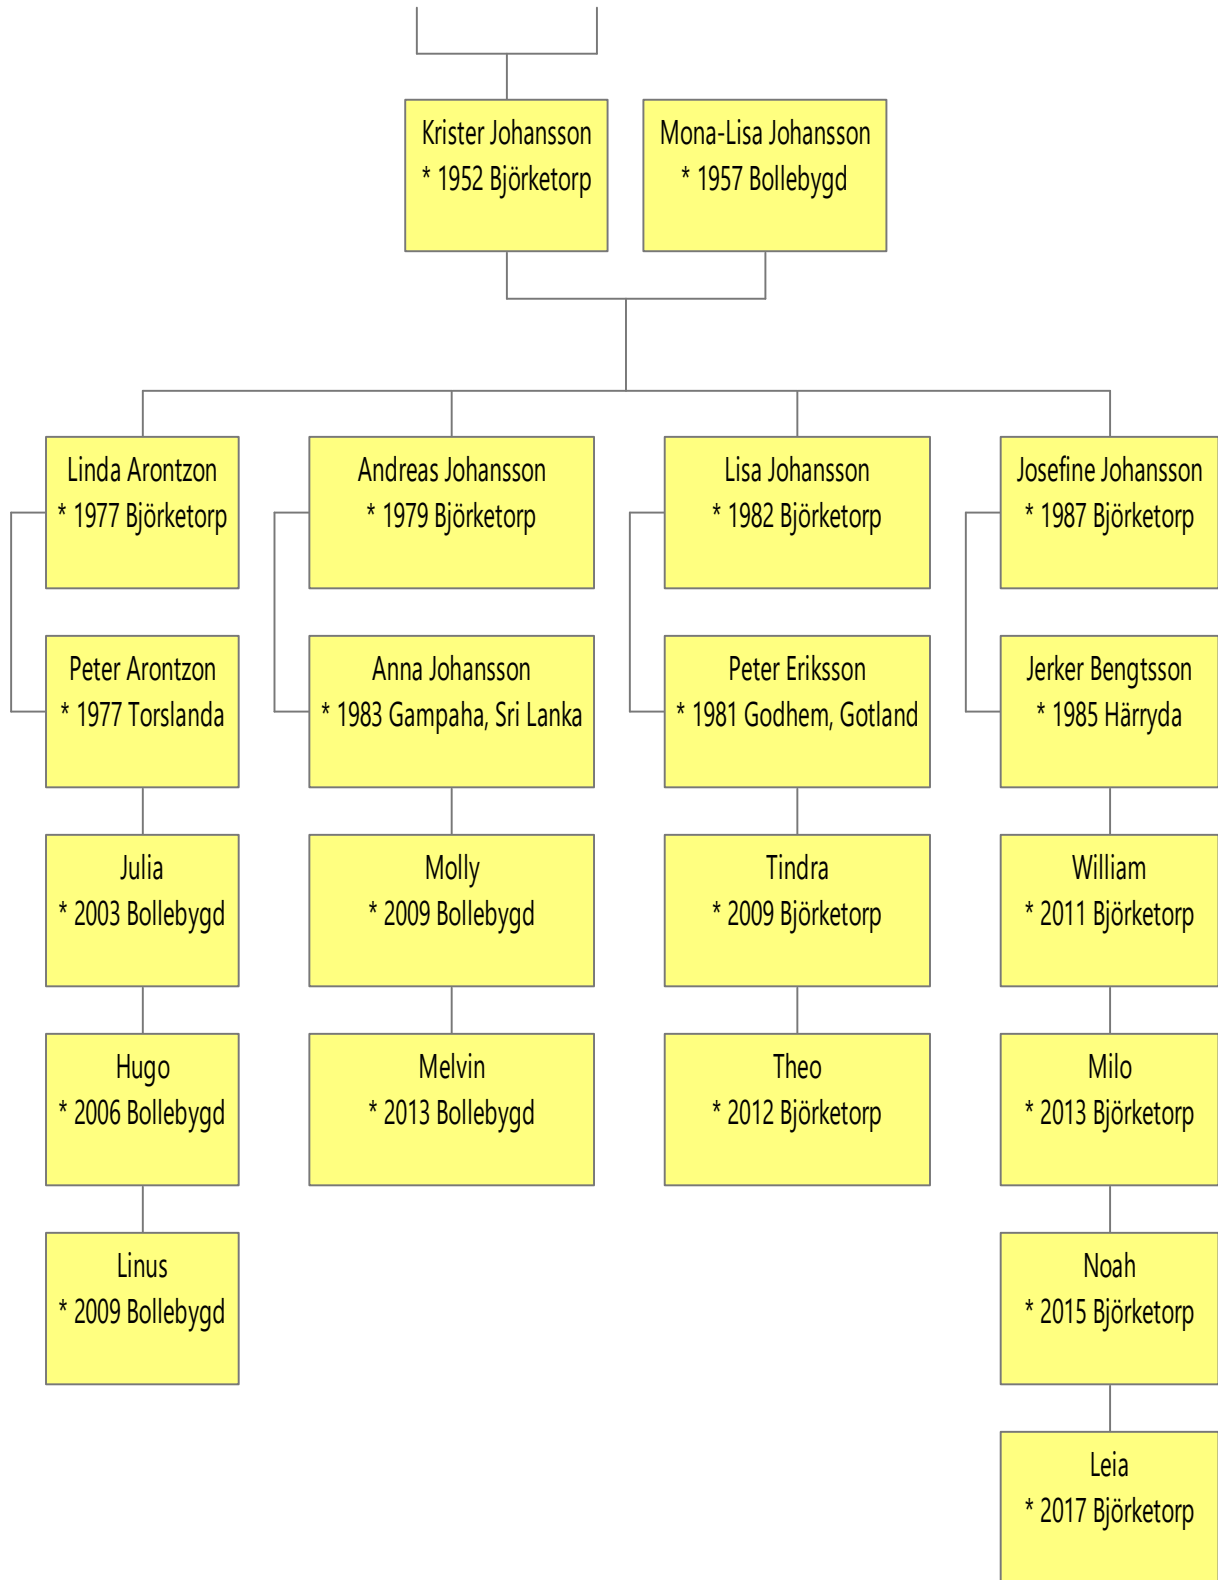 Krister Johansson
* 1952 Björketorp
Mona-Lisa Johansson
* 1957 Bollebygd
Linda Arontzon
* 1977 Björketorp
Andreas Johansson
* 1979 Björketorp
Lisa Johansson
* 1982 Björketorp
Josefine Johansson
* 1987 Björketorp
Peter Arontzon
* 1977 Torslanda
Anna Johansson
* 1983 Gampaha, Sri Lanka
Peter Eriksson
* 1981 Godhem, Gotland
Jerker Bengtsson
* 1985 Härryda
Julia
* 2003 Bollebygd
Molly
* 2009 Bollebygd
Tindra
* 2009 Björketorp
William
* 2011 Björketorp
Hugo
* 2006 Bollebygd
Melvin
* 2013 Bollebygd
Theo
* 2012 Björketorp
Milo
* 2013 Björketorp
Linus
* 2009 Bollebygd
Noah
* 2015 Björketorp
Leia
* 2017 Björketorp